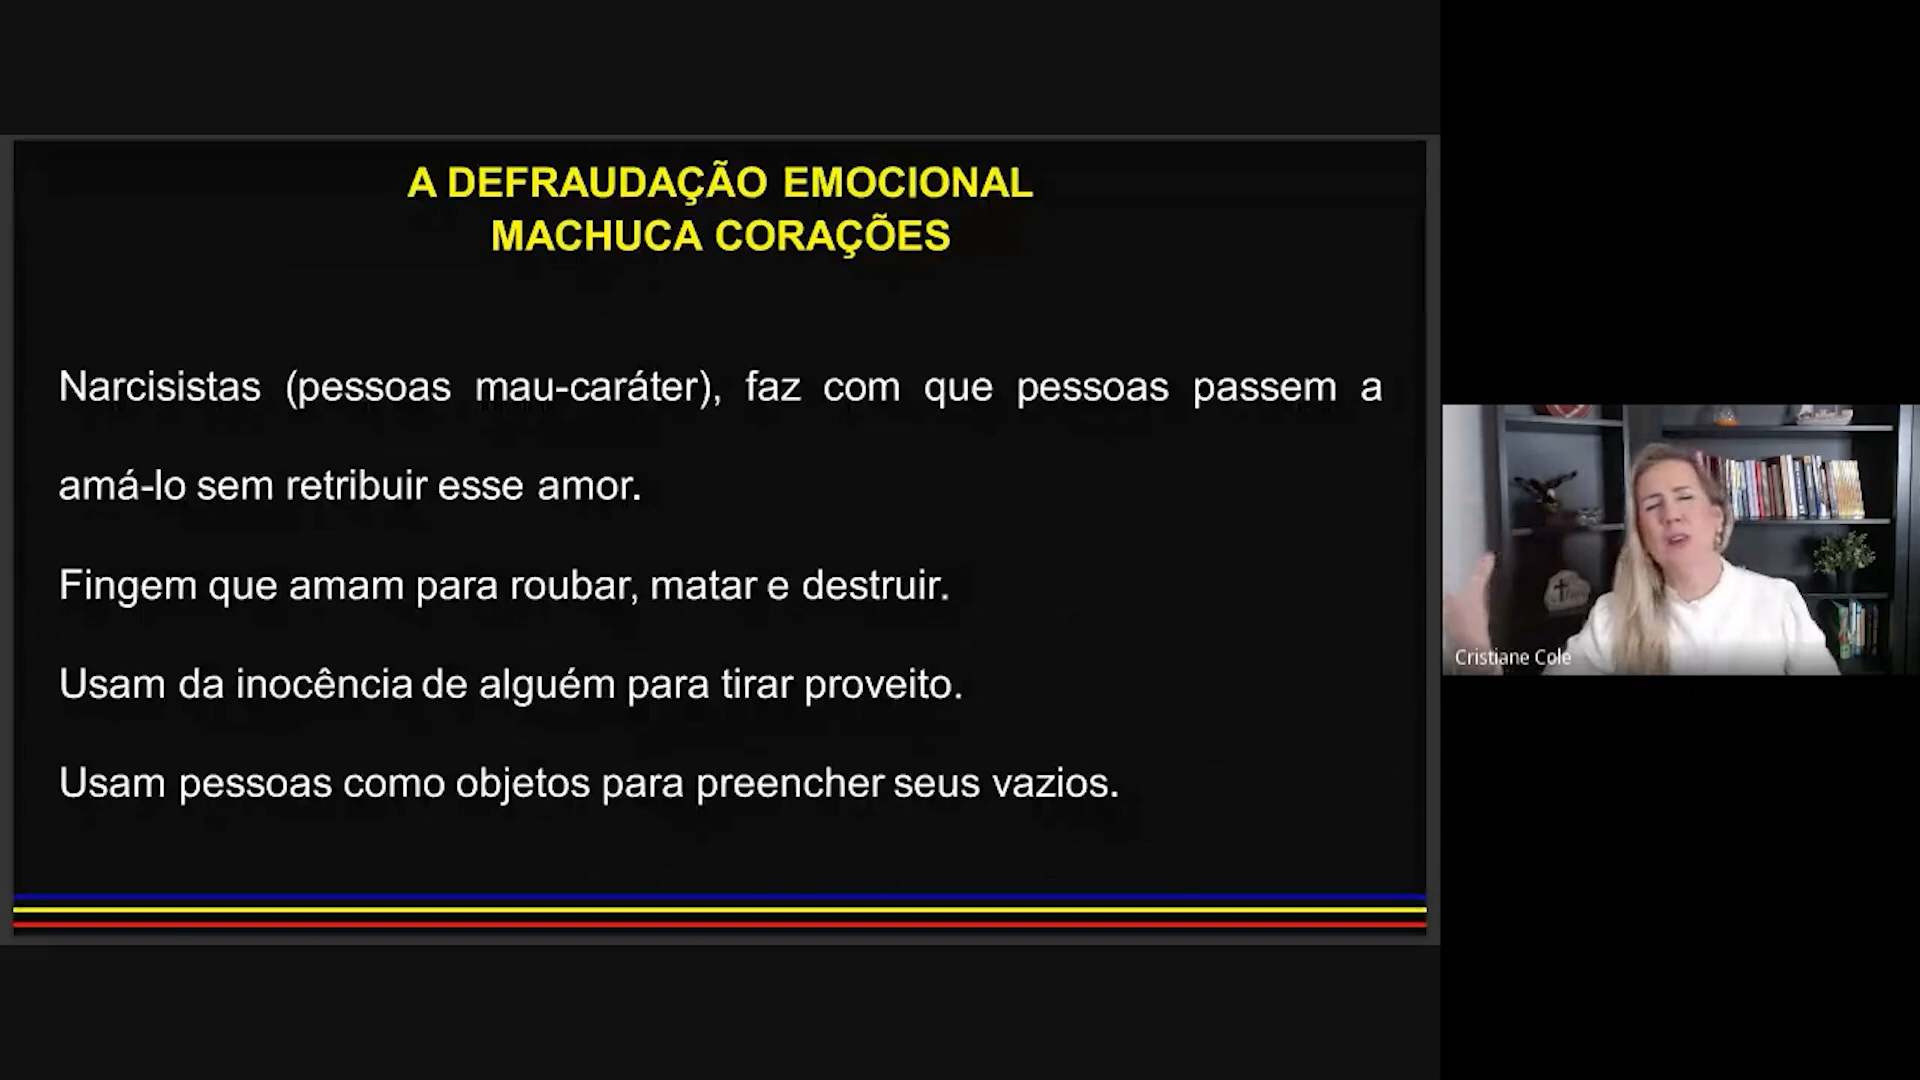 A DEFRAUDAÇÃO EMOCIONAL
MACHUCA CORAÇÕES
Narcisistas (pessoas mau-caráter), faz com que pessoas passem a
amá-lo sem retribuir esse amor.
Fingem que amam para roubar, matar e destruir.
Usam da inocência de alguém para tirar proveito.
Usam pessoas como objetos para preencher seus vazios.
Cristiane Cole